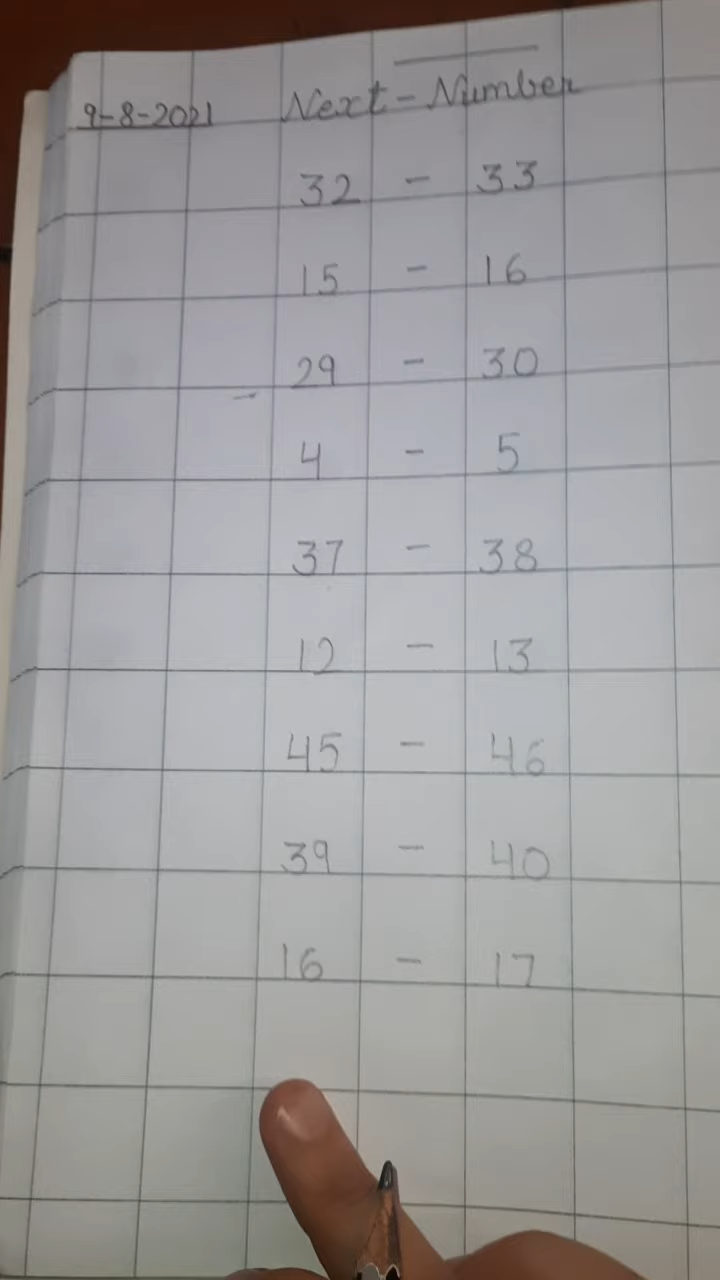 9-8-2021 Next - Number
32 - 33
15 - 16
29 - 30
4 - 5
37 - 38
12 - 13
45 - 46
39 - 40
16 - 17